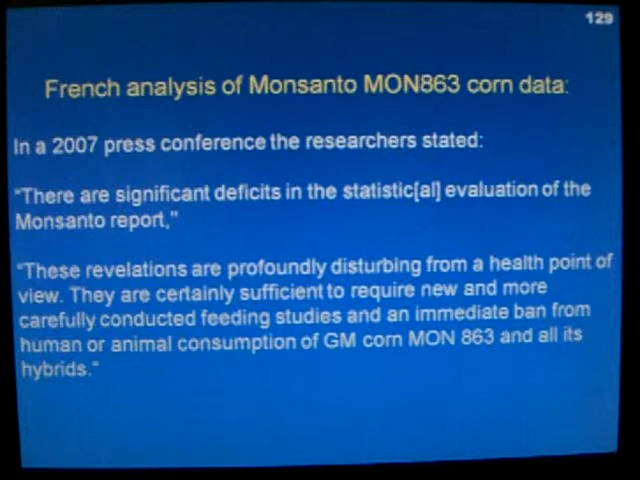 129
French analysis of Monsanto MON863 corn data:
In a 2007 press conference the researchers stated:
"There are significant deficits in the statistic[al] evaluation of the
Monsanto report,"
"These revelations are profoundly disturbing from a health point of
view. They are certainly sufficient to require new and more
carefully conducted feeding studies and an immediate ban from
human or animal consumption of GM corn MON 863 and all its
hybrids."